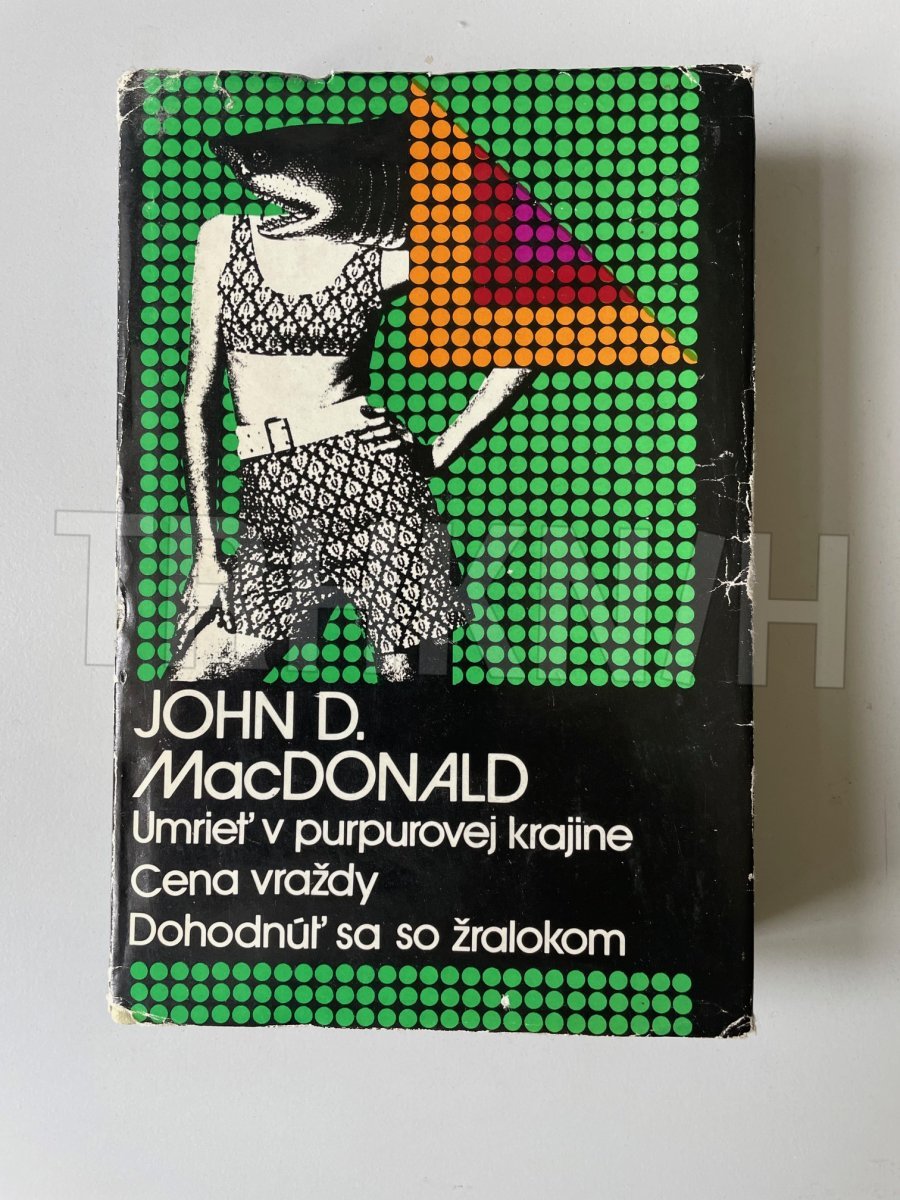 JOHN D.
MacDONALD
Umrieť v purpurovej krajine
Cena vraždy
Dohodnúť sa so žralokom